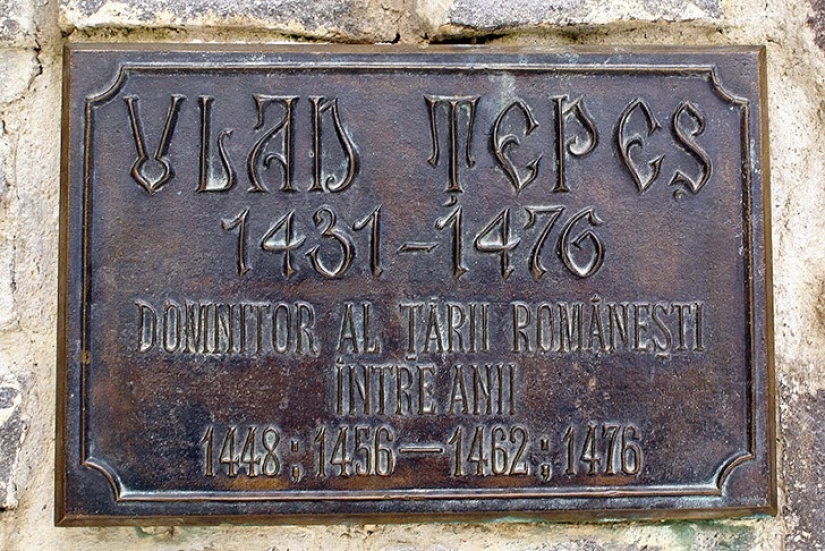 VLAD ȚEPEȘ
1431-1476
DOMNITOR AL ȚĂRII ROMÂNEȘTI
ÎNTRE ANII
1448; 1456—1462; 1476